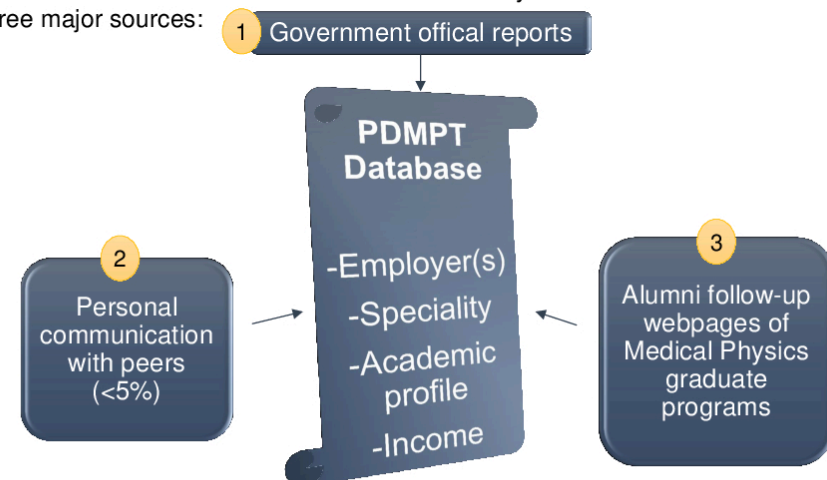 ree major sources:
1
Government offical reports
PDMPT
Database
-Employer(s)
-Speciality
-Academic
profile
-Income
2
Personal
communication
with peers
(<5%)
3
Alumni follow-up
webpages of
Medical Physics
graduate
programs